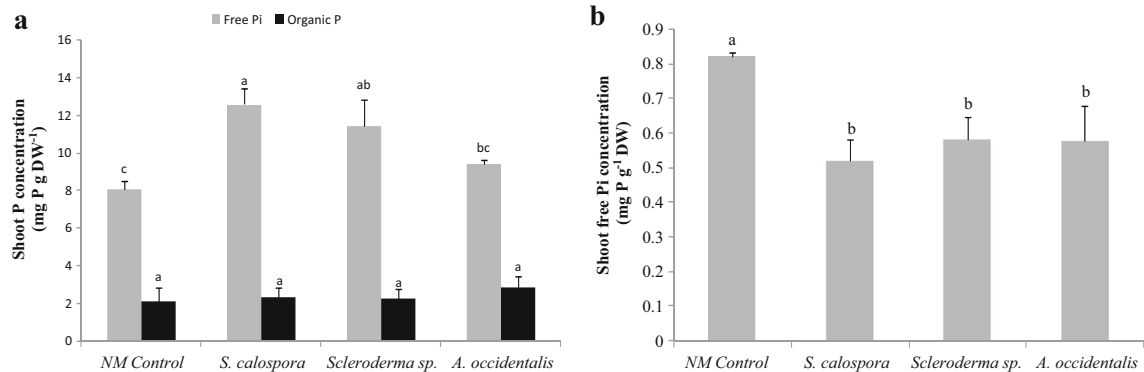 a
Free Pi
Organic P
Shoot P concentration
(mg P g DW-1)
16
14
12
10
8
6
4
2
0
c
a
a
a
ab
a
bc
a
NM Control
S. calospora
Scleroderma sp.
A. occidentalis
b
Shoot free Pi concentration
(mg P g-1 DW)
0.9
0.8
0.7
0.6
0.5
0.4
0.3
0.2
0.1
0
a
b
b
b
NM Control
S. calospora
Scleroderma sp.
A. occidentalis